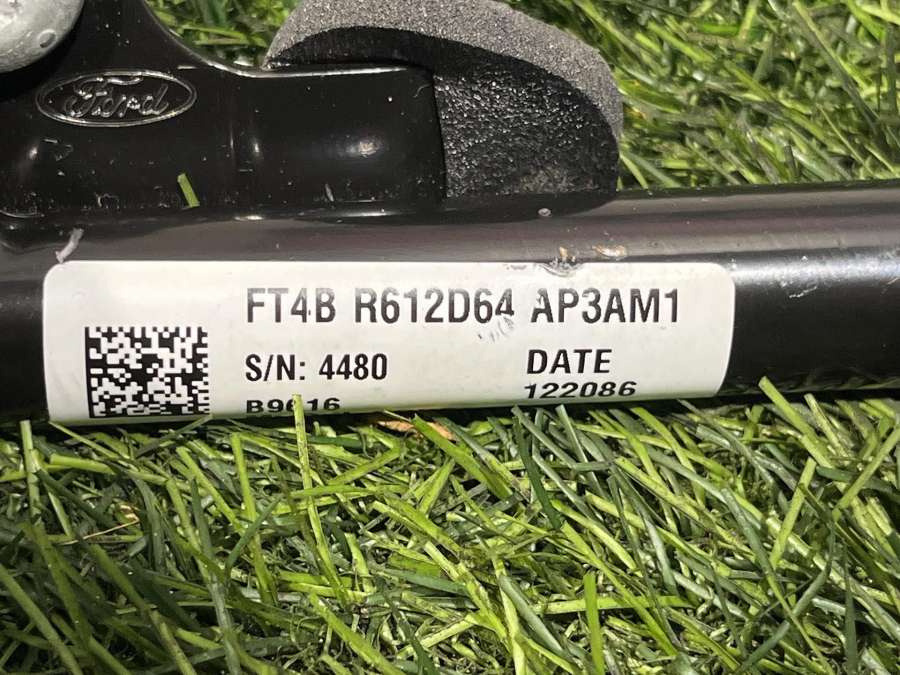 Ford
FT4B R612D64 AP3AM1
S/N: 4480
DATE
122086
B9616